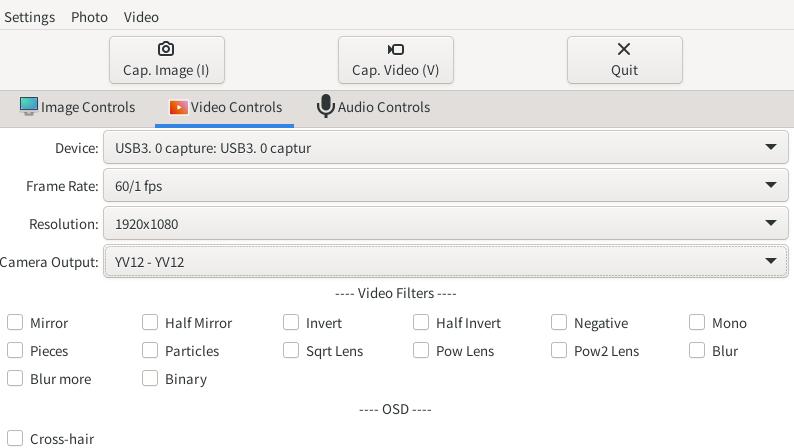 Settings Photo Video
Cap. Image (I) Cap. Video (V) Quit
Image Controls Video Controls Audio Controls
Device: USB3. 0 capture: USB3. 0 captur
Frame Rate: 60/1 fps
Resolution: 1920x1080
Camera Output: YV12 - YV12
---- Video Filters ----
Mirror Half Mirror Invert Half Invert Negative Mono
Pieces Particles Sqrt Lens Pow Lens Pow2 Lens Blur
Blur more Binary
---- OSD ----
Cross-hair